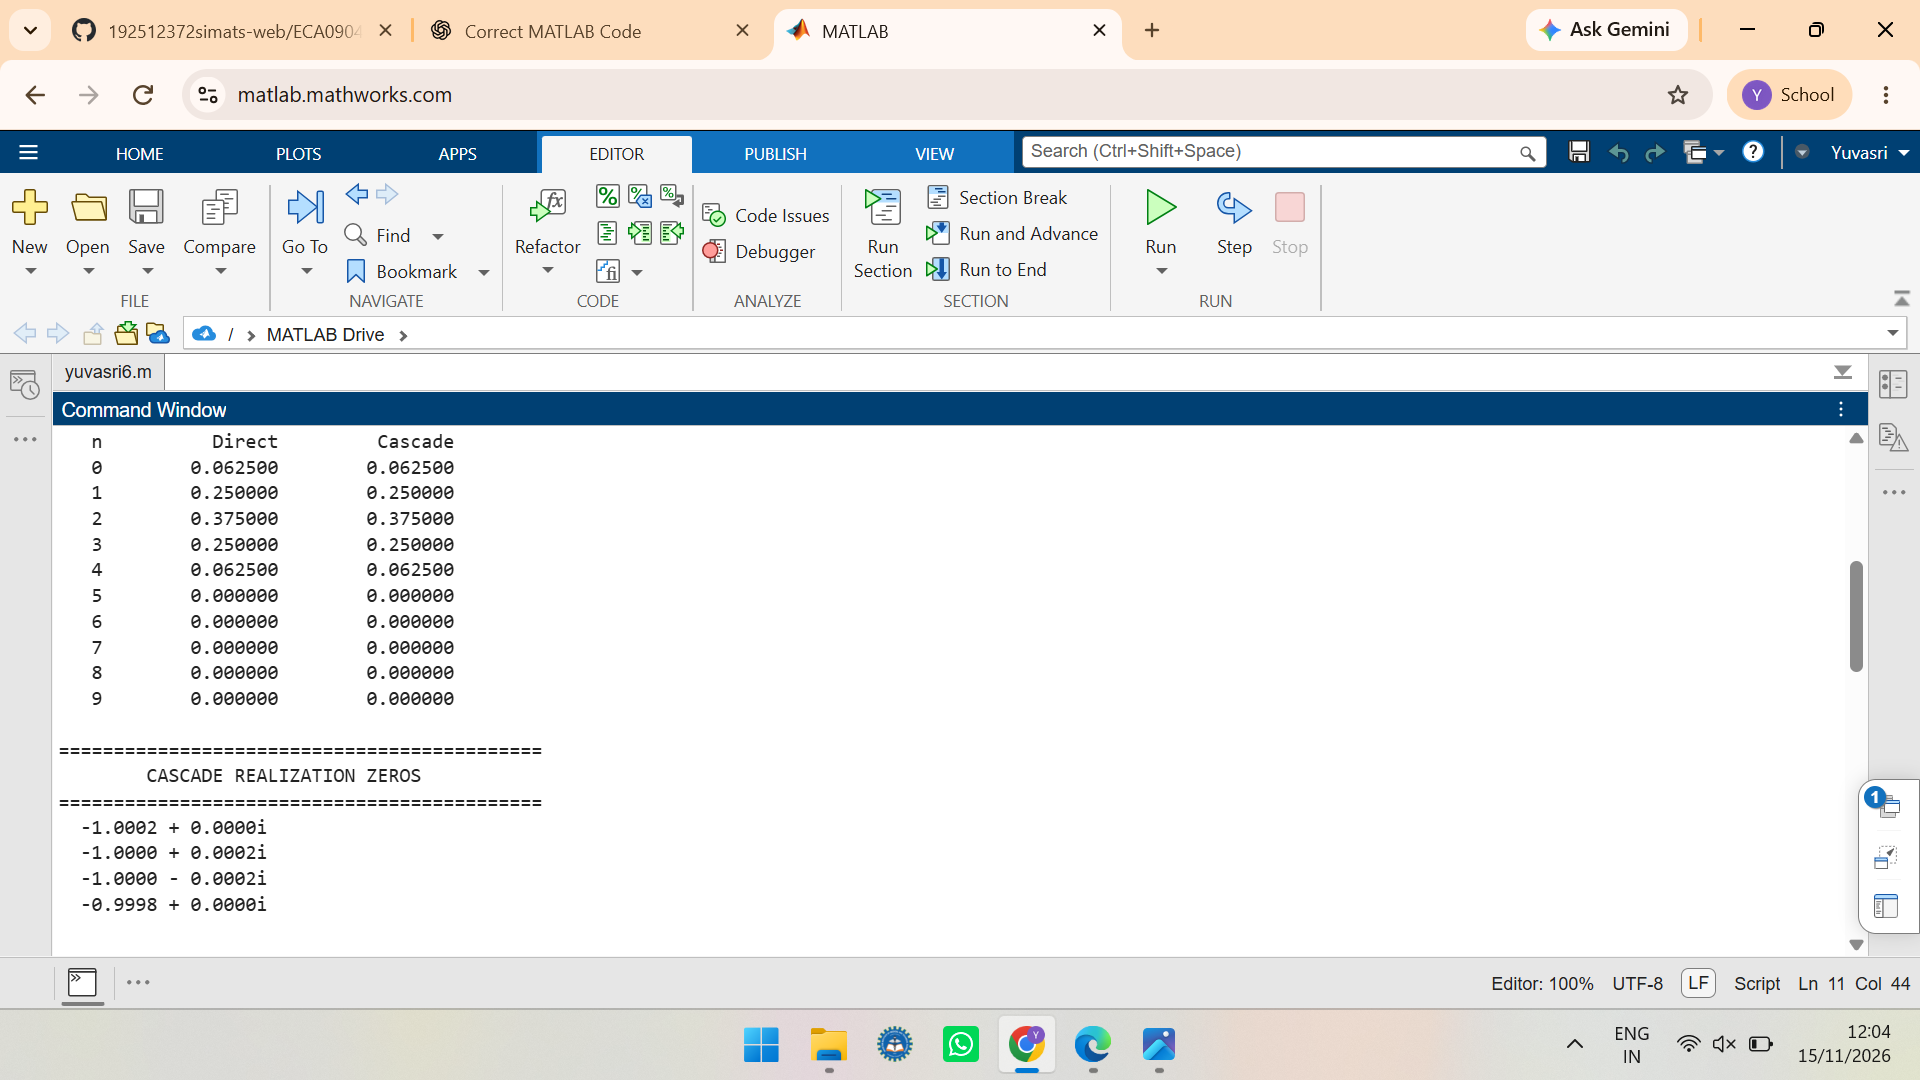 192512372simats-web/ECA0904
Correct MATLAB Code
MATLAB
Ask Gemini
matlab.mathworks.com
Y
School
HOME
PLOTS
APPS
EDITOR
PUBLISH
VIEW
Search (Ctrl+Shift+Space)
Yuvasri
New
Open
Save
Compare
FILE
Go To
Find
Bookmark
NAVIGATE
Refactor
CODE
Code Issues
Debugger
ANALYZE
Run Section
Section Break
Run and Advance
Run to End
SECTION
Run
Step
Stop
RUN
/ › MATLAB Drive ›
yuvasri6.m
Command Window
n Direct Cascade
0 0.062500 0.062500
1 0.250000 0.250000
2 0.375000 0.375000
3 0.250000 0.250000
4 0.062500 0.062500
5 0.000000 0.000000
6 0.000000 0.000000
7 0.000000 0.000000
8 0.000000 0.000000
9 0.000000 0.000000
============================================
CASCADE REALIZATION ZEROS
============================================
-1.0002 + 0.0000i
-1.0000 + 0.0002i
-1.0000 - 0.0002i
-0.9998 + 0.0000i
1
Editor: 100% UTF-8 LF Script Ln 11 Col 44
ENG
IN
12:04
15/11/2026